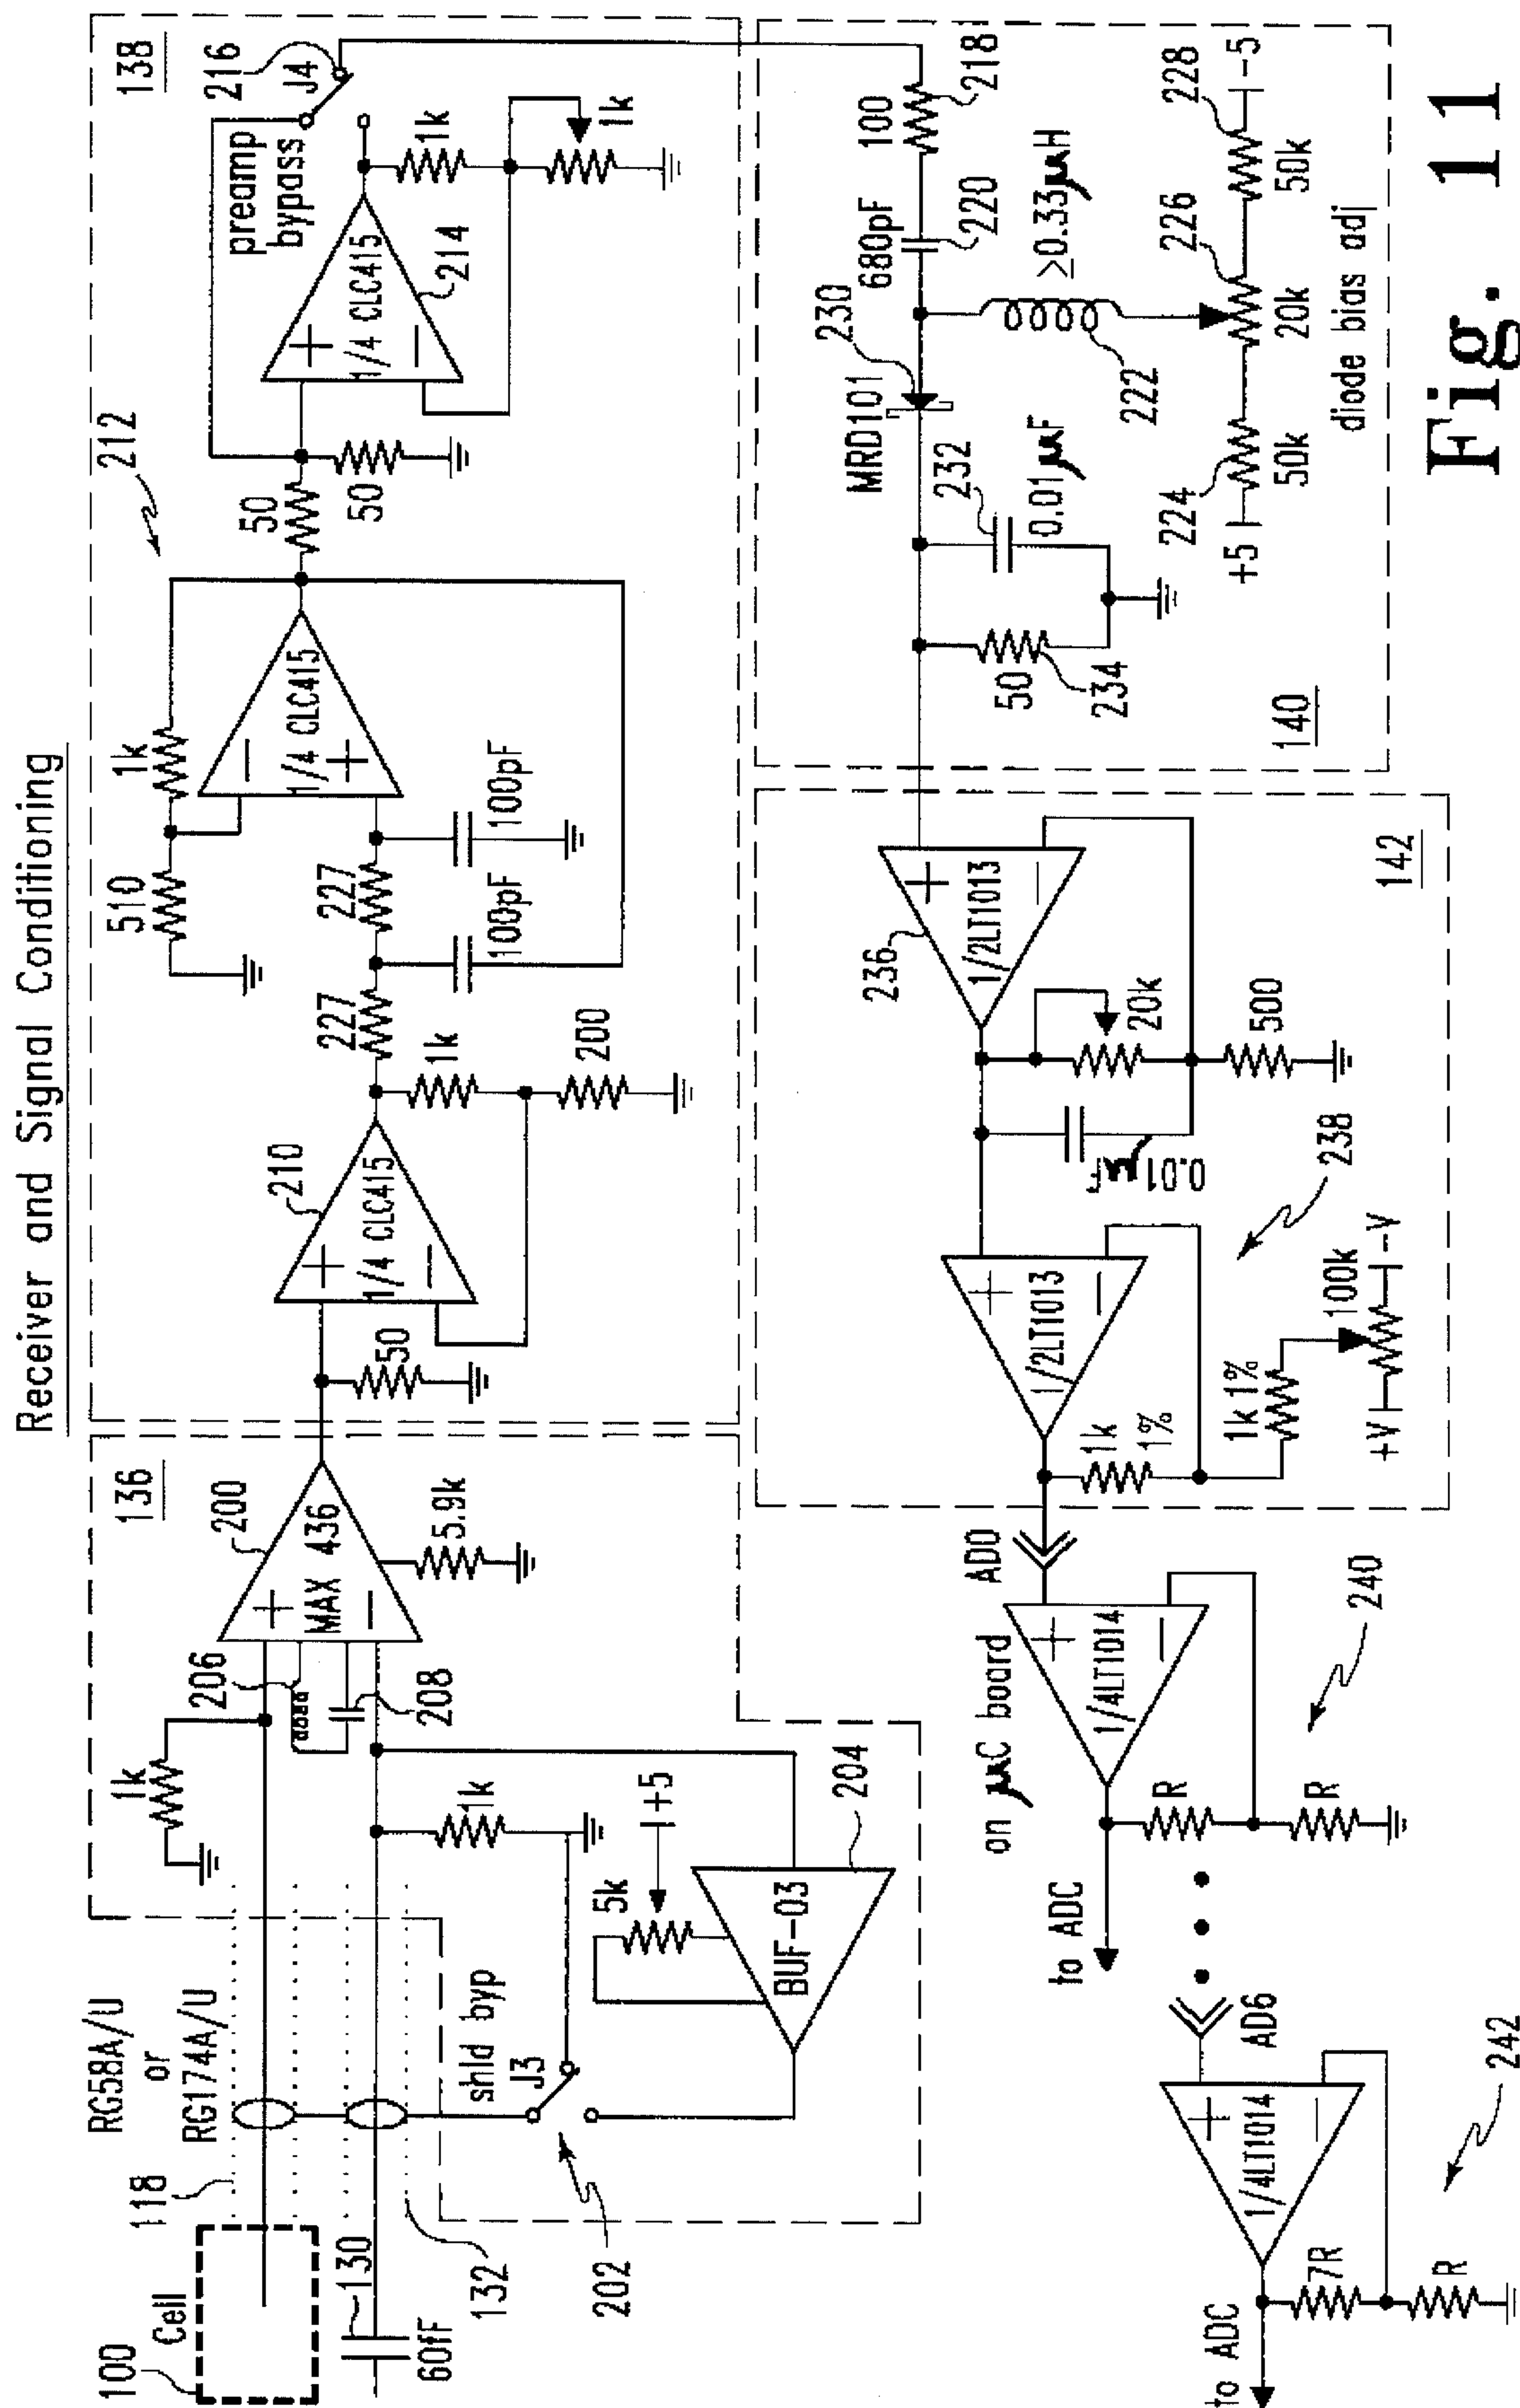 Receiver and Signal Conditioning
100
Cell
118
RG58A/U
or
RG174A/U
130
60fF
132
202
shld byp
J3
1k
206
200
136
MAX 436
+
−
5.9k
208
1k
5k
+5
BUF-03
204
50
210
1/4 CLC415
+
−
1k
200
227
227
100pF
100pF
510
1k
1/4 CLC415
−
+
212
50
50
preamp
bypass
J4
216
138
1/4 CLC415
+
−
214
1k
1k
100
218
680pF
220
230
MRD101
≥0.33μH
222
232
0.01μF
50
234
224
226
228
+5
50k
20k
50k
-5
diode bias adj
140
142
236
1/2LT1013
+
−
20k
500
0.01μF
238
1/2LT1013
+
−
1k
1%
1k 1%
100k
+V
-V
AD0
on μC board
1/4LT1014
+
−
to ADC
R
R
240
AD6
1/4LT1014
+
−
to ADC
7R
R
242
Fig. 11